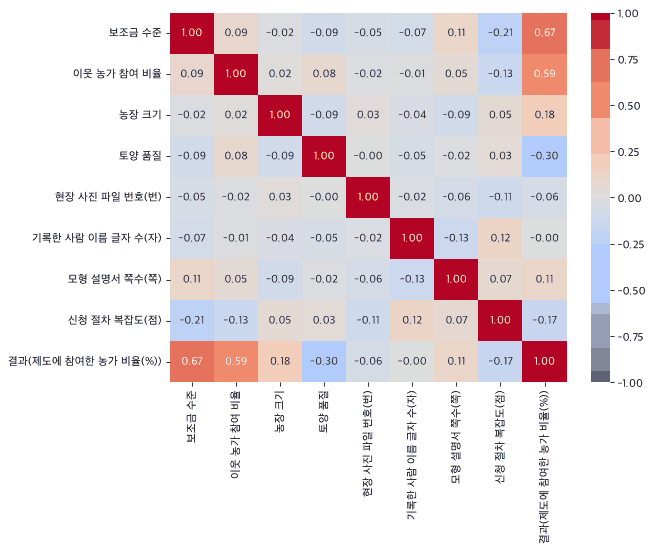 보조금 수준 1.00 0.09 -0.02 -0.09 -0.05 -0.07 0.11 -0.21 0.67
이웃 농가 참여 비율 0.09 1.00 0.02 0.08 -0.02 -0.01 0.05 -0.13 0.59
농장 크기 -0.02 0.02 1.00 -0.09 0.03 -0.04 -0.09 0.05 0.18
토양 품질 -0.09 0.08 -0.09 1.00 -0.00 -0.05 -0.02 0.03 -0.30
현장 사진 파일 번호(번) -0.05 -0.02 0.03 -0.00 1.00 -0.02 -0.06 -0.11 -0.06
기록한 사람 이름 글자 수(자) -0.07 -0.01 -0.04 -0.05 -0.02 1.00 -0.13 0.12 -0.00
모형 설명서 쪽수(쪽) 0.11 0.05 -0.09 -0.02 -0.06 -0.13 1.00 0.07 0.11
신청 절차 복잡도(점) -0.21 -0.13 0.05 0.03 -0.11 0.12 0.07 1.00 -0.17
결과(제도에 참여한 농가 비율(%)) 0.67 0.59 0.18 -0.30 -0.06 -0.00 0.11 -0.17 1.00
보조금 수준
이웃 농가 참여 비율
농장 크기
토양 품질
현장 사진 파일 번호(번)
기록한 사람 이름 글자 수(자)
모형 설명서 쪽수(쪽)
신청 절차 복잡도(점)
결과(제도에 참여한 농가 비율(%))
1.00
0.75
0.50
0.25
0.00
-0.25
-0.50
-0.75
-1.00